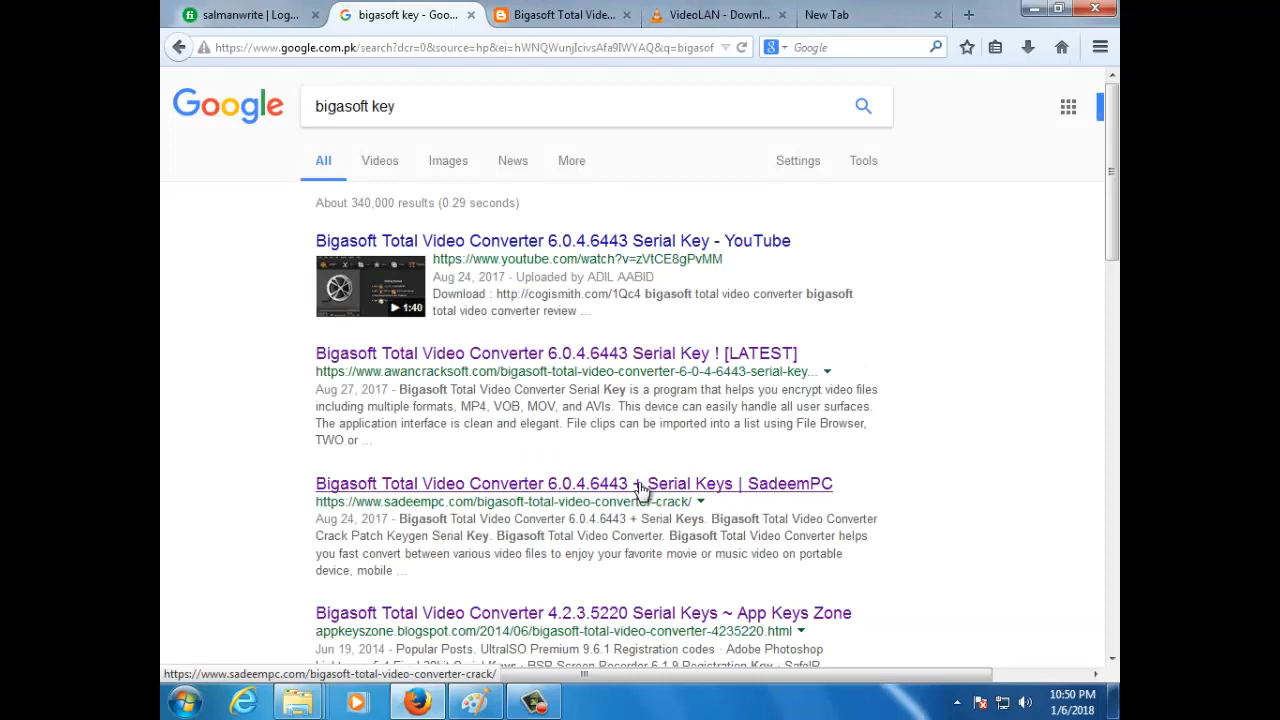 salmanwrite | Log...
bigasoft key - Goo...
Bigasoft Total Vide...
VideoLAN - Downl...
New Tab
https://www.google.com.pk/search?dcr=0&source=hp&ei=hWNQWunjIcivsAfa9IWYAQ&q=bigasof
Google
Google
bigasoft key
All
Videos
Images
News
More
Settings
Tools
About 340,000 results (0.29 seconds)
Bigasoft Total Video Converter 6.0.4.6443 Serial Key - YouTube
https://www.youtube.com/watch?v=zVtCE8gPvMM
Aug 24, 2017 - Uploaded by ADIL AABID
Download : http://cogismith.com/1Qc4 bigasoft total video converter bigasoft
total video converter review ...
1:40
Bigasoft Total Video Converter 6.0.4.6443 Serial Key ! [LATEST]
https://www.awancracksoft.com/bigasoft-total-video-converter-6-0-4-6443-serial-key...
Aug 27, 2017 - Bigasoft Total Video Converter Serial Key is a program that helps you encrypt video files
including multiple formats, MP4, VOB, MOV, and AVIs. This device can easily handle all user surfaces.
The application interface is clean and elegant. File clips can be imported into a list using File Browser,
TWO or ...
Bigasoft Total Video Converter 6.0.4.6443 + Serial Keys | SadeemPC
https://www.sadeempc.com/bigasoft-total-video-converter-crack/
Aug 24, 2017 - Bigasoft Total Video Converter 6.0.4.6443 + Serial Keys. Bigasoft Total Video Converter
Crack Patch Keygen Serial Key. Bigasoft Total Video Converter. Bigasoft Total Video Converter helps
you fast convert between various video files to enjoy your favorite movie or music video on portable
device, mobile ...
Bigasoft Total Video Converter 4.2.3.5220 Serial Keys ~ App Keys Zone
appkeyszone.blogspot.com/2014/06/bigasoft-total-video-converter-4235220.html
Jun 19, 2014 - Popular Posts. UltraISO Premium 9.6.1 Registration codes · Adobe Photoshop
https://www.sadeempc.com/bigasoft-total-video-converter-crack/
10:50 PM
1/6/2018